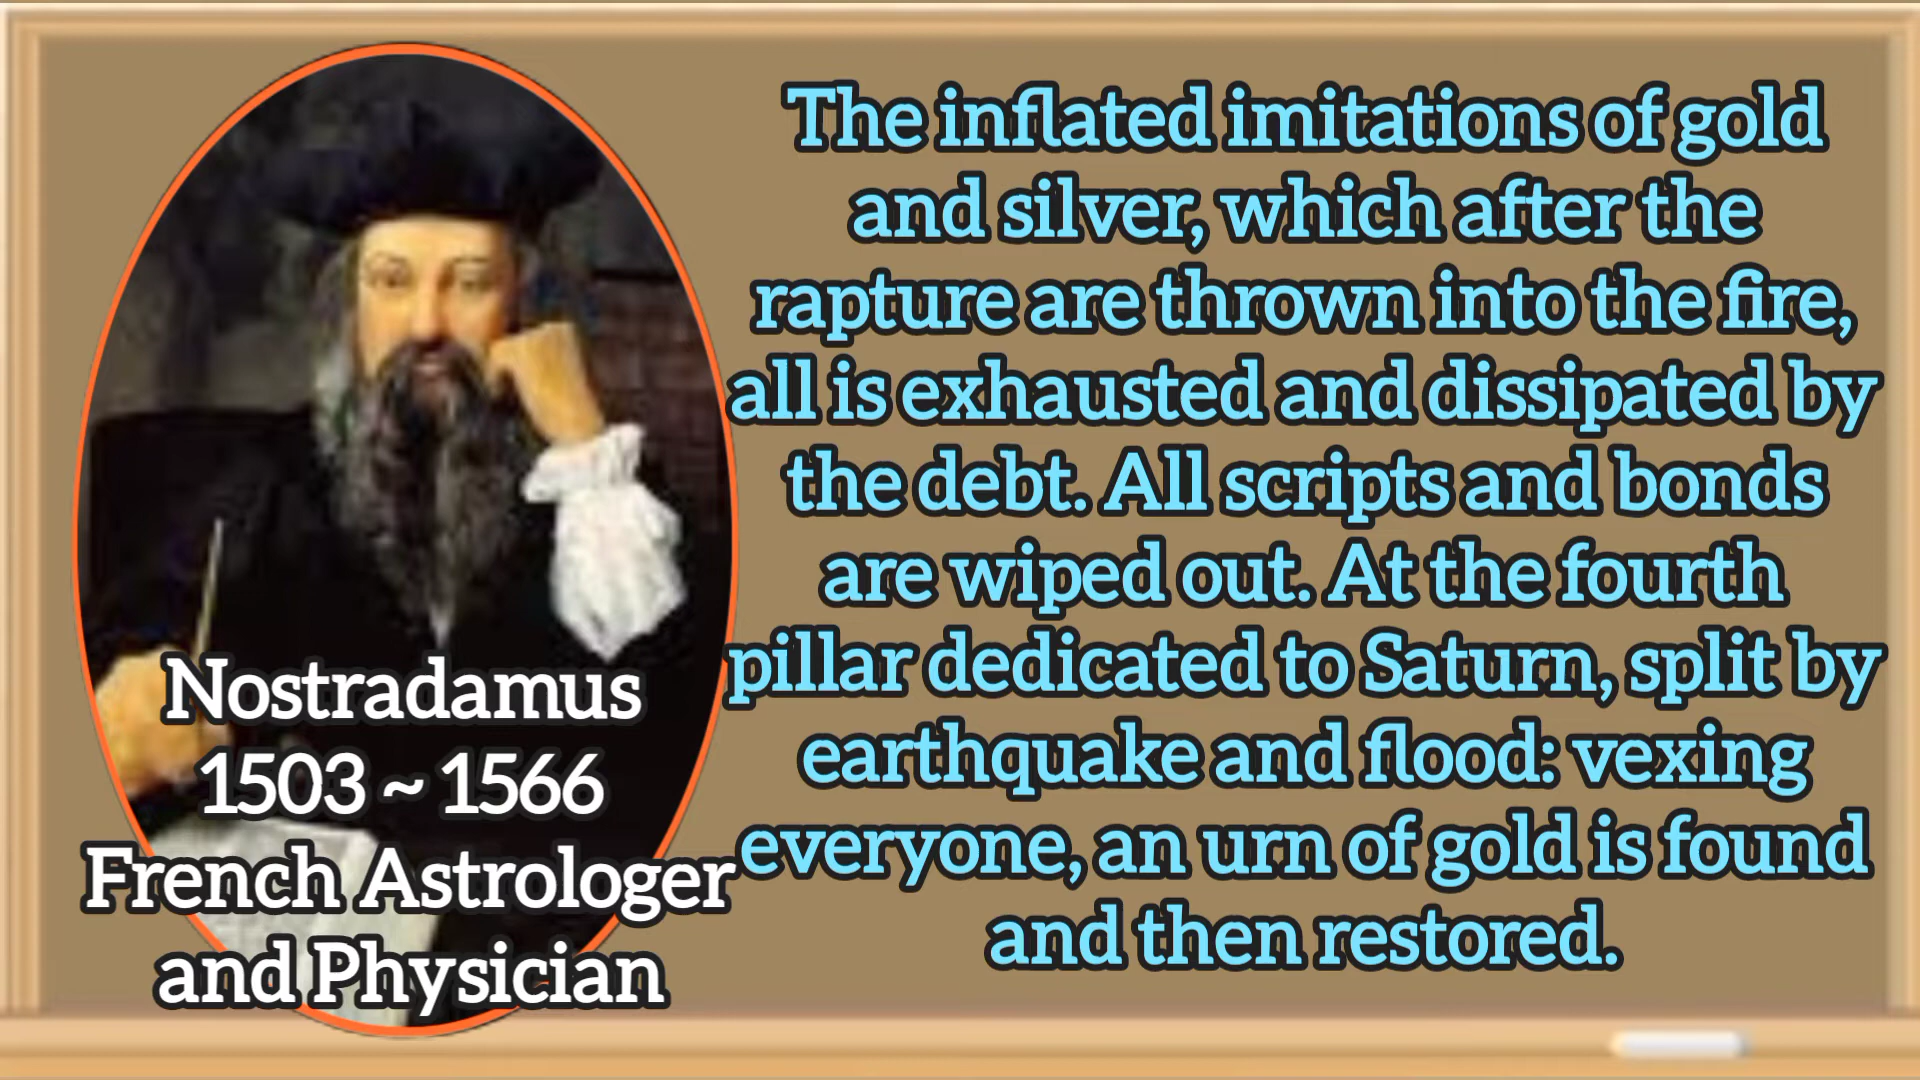 The inflated imitations of gold
and silver, which after the
rapture are thrown into the fire,
all is exhausted and dissipated by
the debt. All scripts and bonds
are wiped out. At the fourth
pillar dedicated to Saturn, split by
earthquake and flood: vexing
everyone, an urn of gold is found
and then restored.
Nostradamus
1503 ~ 1566
French Astrologer
and Physician